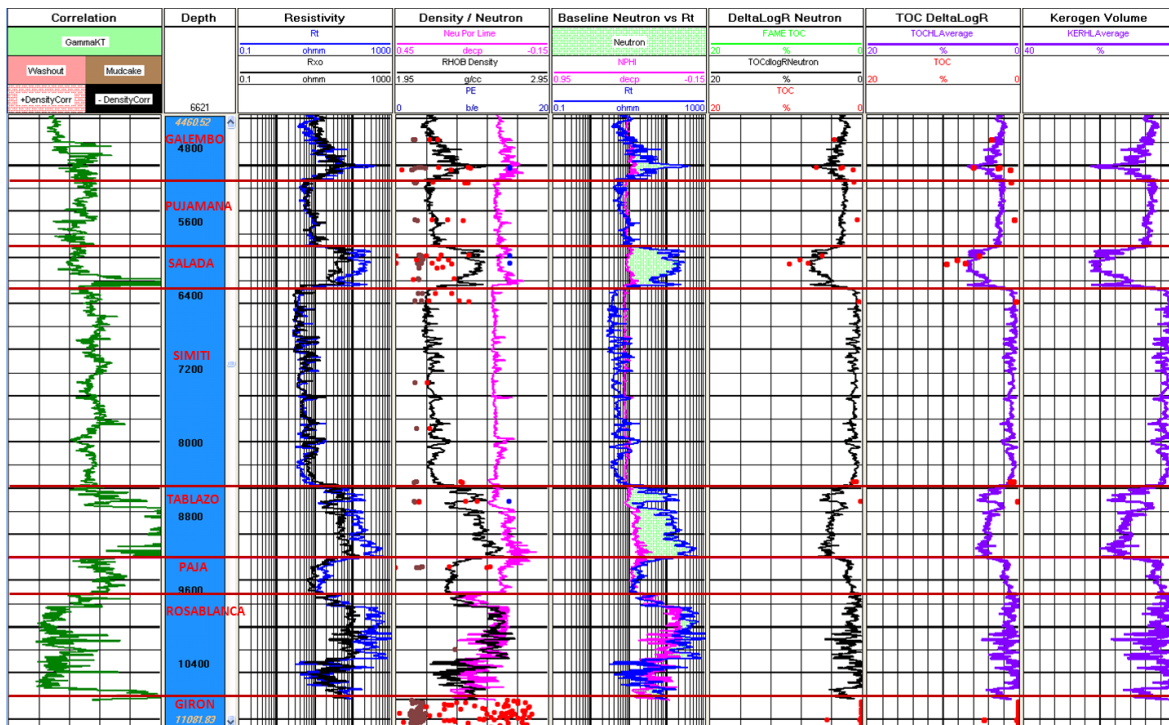 Correlation
Depth
Resistivity
Density / Neutron
Baseline Neutron vs Rt
DeltaLogR Neutron
TOC DeltaLogR
Kerogen Volume
GammaKT
Washout
Mudcake
+DensityCorr
- DensityCorr
6621
Rt
0.1 ohmm 1000
Rxo
0.1 ohmm 1000
Neu Por Lime
0.45 decp -0.15
RHOB Density
1.95 g/cc 2.95
PE
0 b/e 20
Neutron
NPHI
0.95 decp -0.15
Rt
0.1 ohmm 1000
FAME TOC
20 % 0
TOCdlogRNeutron
20 % 0
TOC
20 % 0
TOCHLAverage
20 % 0
TOC
20 % 0
KERHLAverage
40 % 0
4460.52
GALEMBO
4800
PUJAMANA
5600
SALADA
6400
SIMITI
7200
8000
TABLAZO
8800
PAJA
9600
ROSABLANCA
10400
GIRON
11081.83